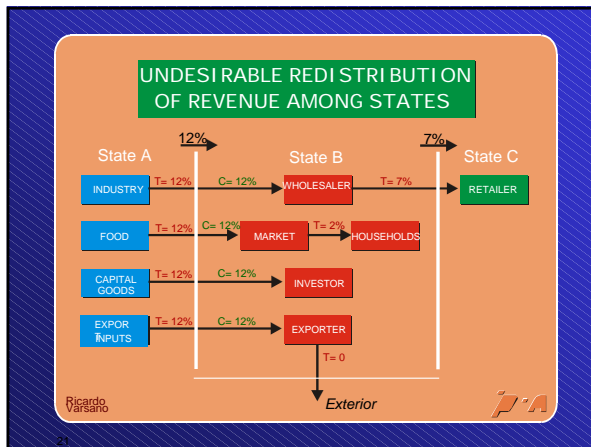 UNDESIRABLE REDISTRIBUTION
OF REVENUE AMONG STATES
12%
7%
State A
State B
State C
INDUSTRY
T= 12%
C= 12%
WHOLESALER
T= 7%
RETAILER
FOOD
T= 12%
C= 12%
MARKET
T= 2%
HOUSEHOLDS
CAPITAL
GOODS
T= 12%
C= 12%
INVESTOR
EXPOR
INPUTS
T= 12%
C= 12%
EXPORTER
T= 0
Exterior
Ricardo
Varsano
21